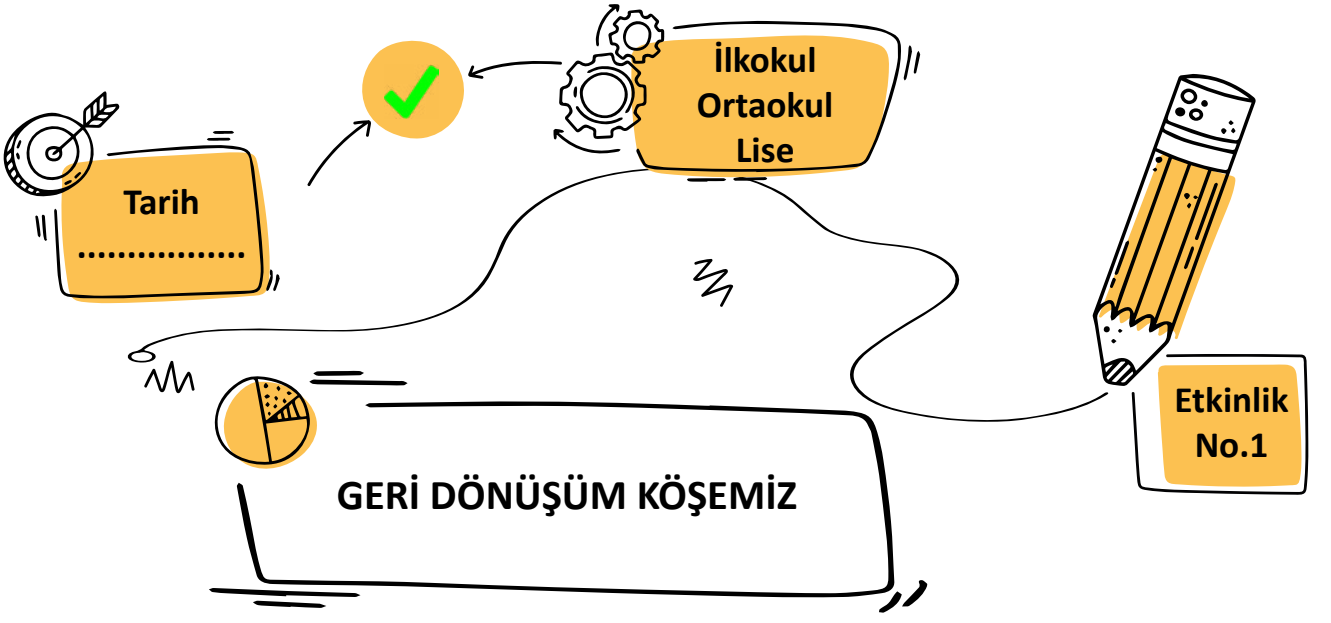 İlkokul
Ortaokul
Lise
Tarih
.................
Etkinlik
No.1
GERİ DÖNÜŞÜM KÖŞEMİZ